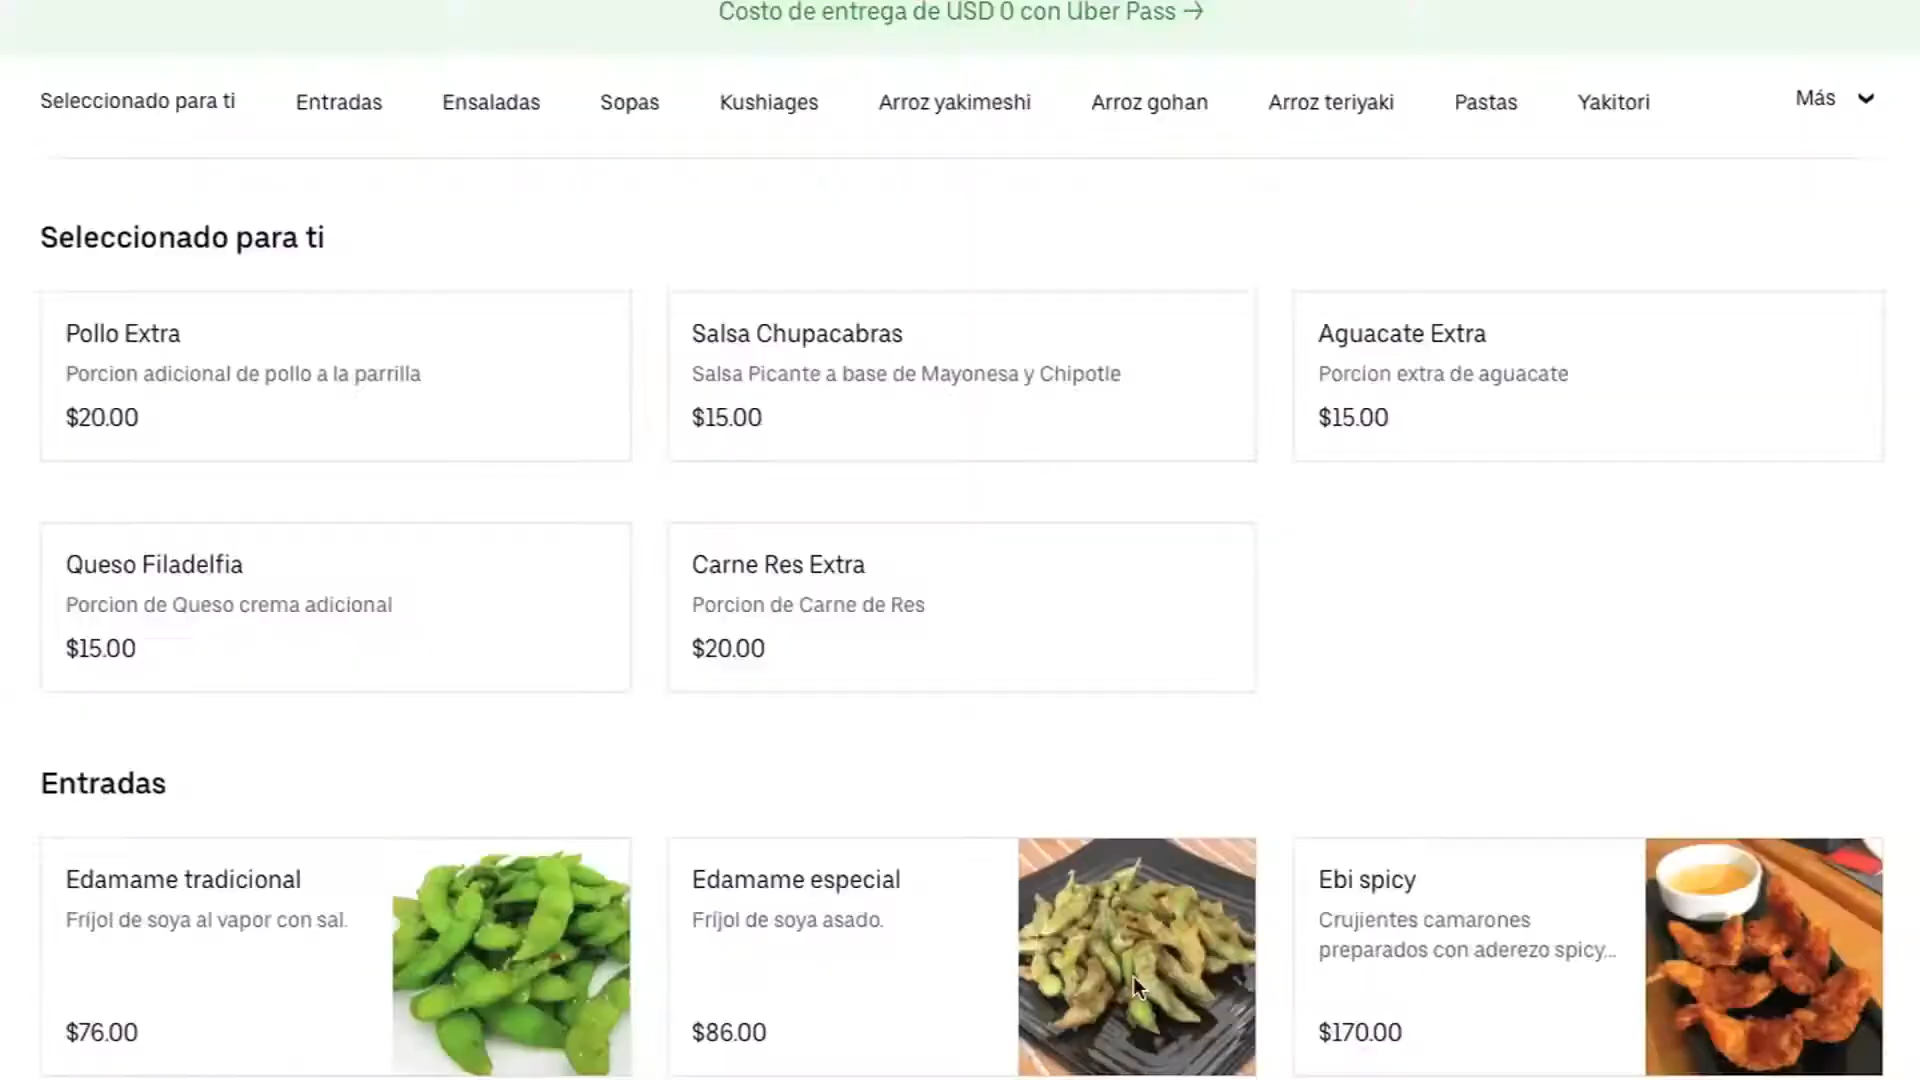 Costo de entrega de USD 0 con Uber Pass →
Seleccionado para ti
Entradas
Ensaladas
Sopas
Kushiages
Arroz yakimeshi
Arroz gohan
Arroz teriyaki
Pastas
Yakitori
Más
Seleccionado para ti
Pollo Extra
Porcion adicional de pollo a la parrilla
$20.00
Salsa Chupacabras
Salsa Picante a base de Mayonesa y Chipotle
$15.00
Aguacate Extra
Porcion extra de aguacate
$15.00
Queso Filadelfia
Porcion de Queso crema adicional
$15.00
Carne Res Extra
Porcion de Carne de Res
$20.00
Entradas
Edamame tradicional
Fríjol de soya al vapor con sal.
$76.00
Edamame especial
Fríjol de soya asado.
$86.00
Ebi spicy
Crujientes camarones
preparados con aderezo spicy...
$170.00